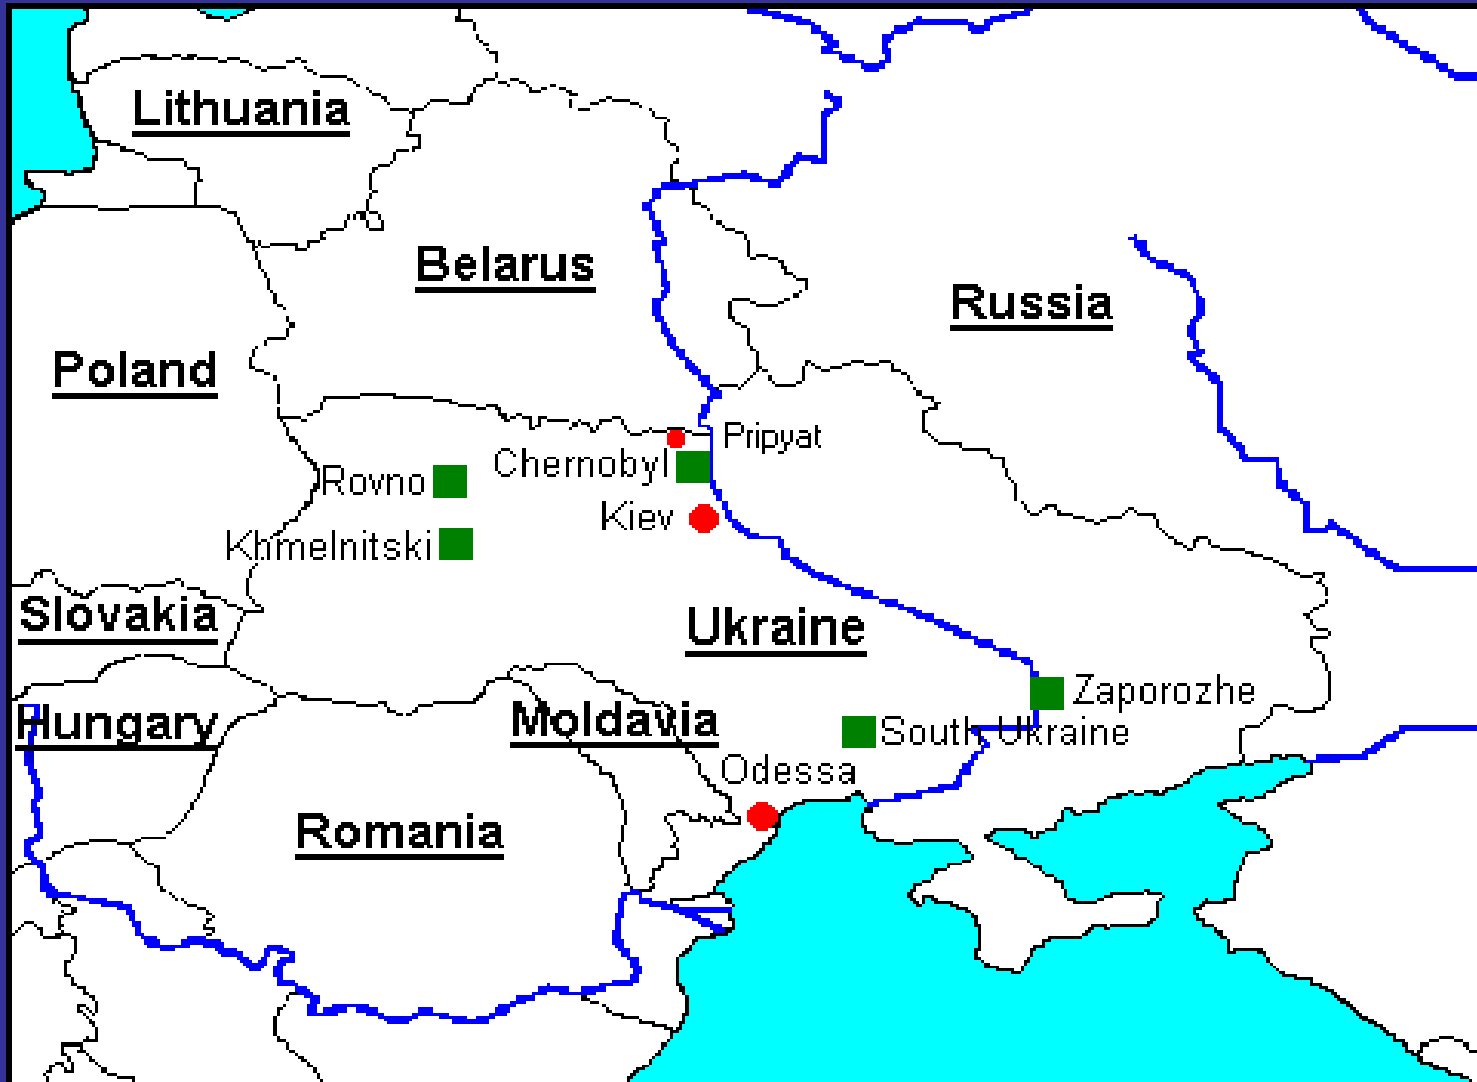 Lithuania
Belarus
Russia
Poland
Pripyat
Chernobyl
Rovno
Kiev
Khmelnitski
Slovakia
Ukraine
Zaporozhe
Hungary
Moldavia
South Ukraine
Odessa
Romania